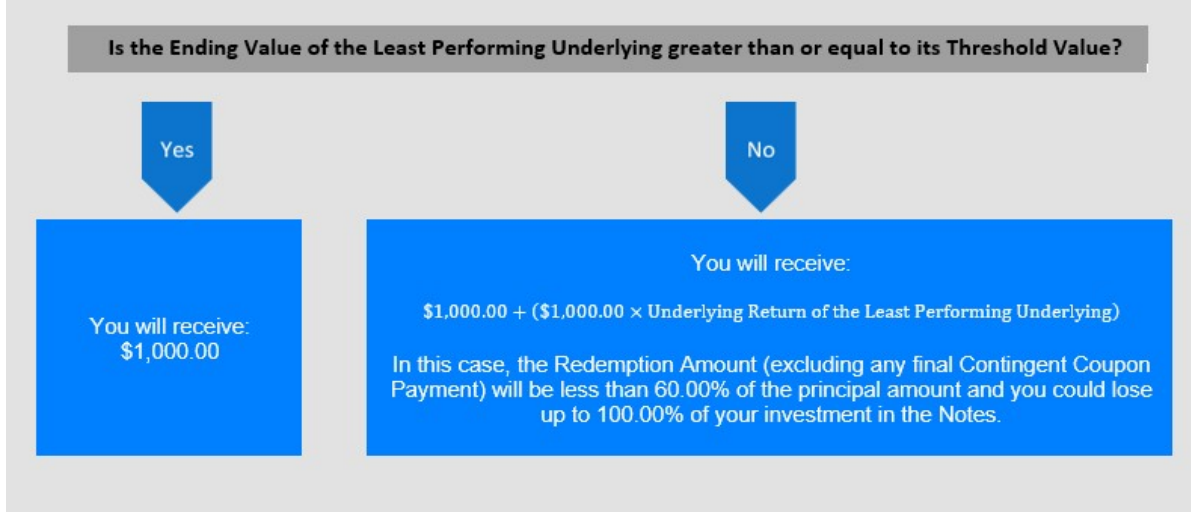 Is the Ending Value of the Least Performing Underlying greater than or equal to its Threshold Value?
Yes
No
You will receive:
$1,000.00
You will receive:
$1,000.00 + ($1,000.00 × Underlying Return of the Least Performing Underlying)
In this case, the Redemption Amount (excluding any final Contingent Coupon
Payment) will be less than 60.00% of the principal amount and you could lose
up to 100.00% of your investment in the Notes.